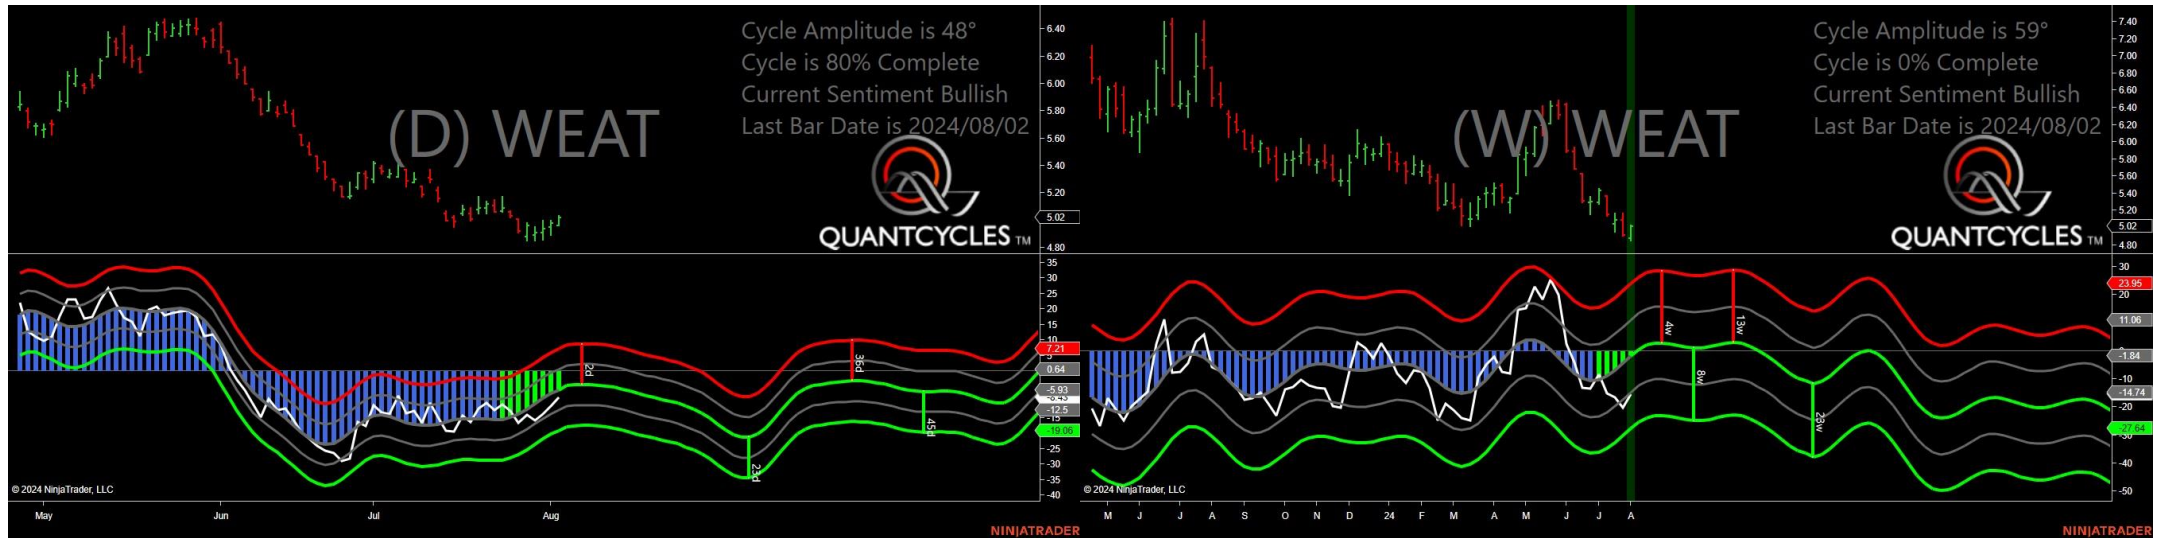 Cycle Amplitude is 48°
Cycle is 80% Complete
Current Sentiment Bullish
Last Bar Date is 2024/08/02
(D) WEAT
QUANTCYCLES TM
6.40
6.20
6.00
5.80
5.60
5.40
5.20
5.02
4.80
35
30
25
20
15
10
7.21
5
0.64
-5.93
-8.43
-12.5
-15
-19.06
-25
-30
-35
-40
2d
23d
36d
45d
© 2024 NinjaTrader, LLC
May Jun Jul Aug
NINJATRADER
Cycle Amplitude is 59°
Cycle is 0% Complete
Current Sentiment Bullish
Last Bar Date is 2024/08/02
(W) WEAT
QUANTCYCLES TM
7.40
7.20
7.00
6.80
6.60
6.40
6.20
6.00
5.80
5.60
5.40
5.20
5.02
4.80
30
23.95
20
11.06
-1.84
-10
-14.74
-20
-27.64
-30
-40
-50
4w
8w
13w
23w
© 2024 NinjaTrader, LLC
M J J A S O N D 24 F M A M J J A
NINJATRADER